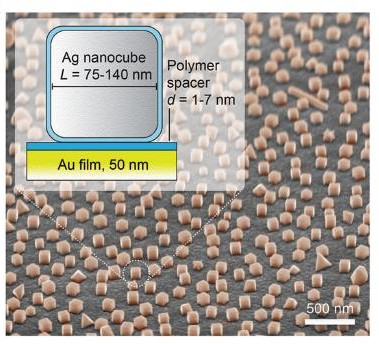 Ag nanocube
L = 75-140 nm
Polymer
spacer
d = 1-7 nm
Au film, 50 nm
500 nm